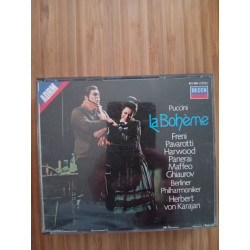 DECCA
Puccini
la Bohème
Freni
Pavarotti
Harwood
Panerai
Maffeo
Ghiaurov
Berliner
Philharmoniker
Herbert
von Karajan